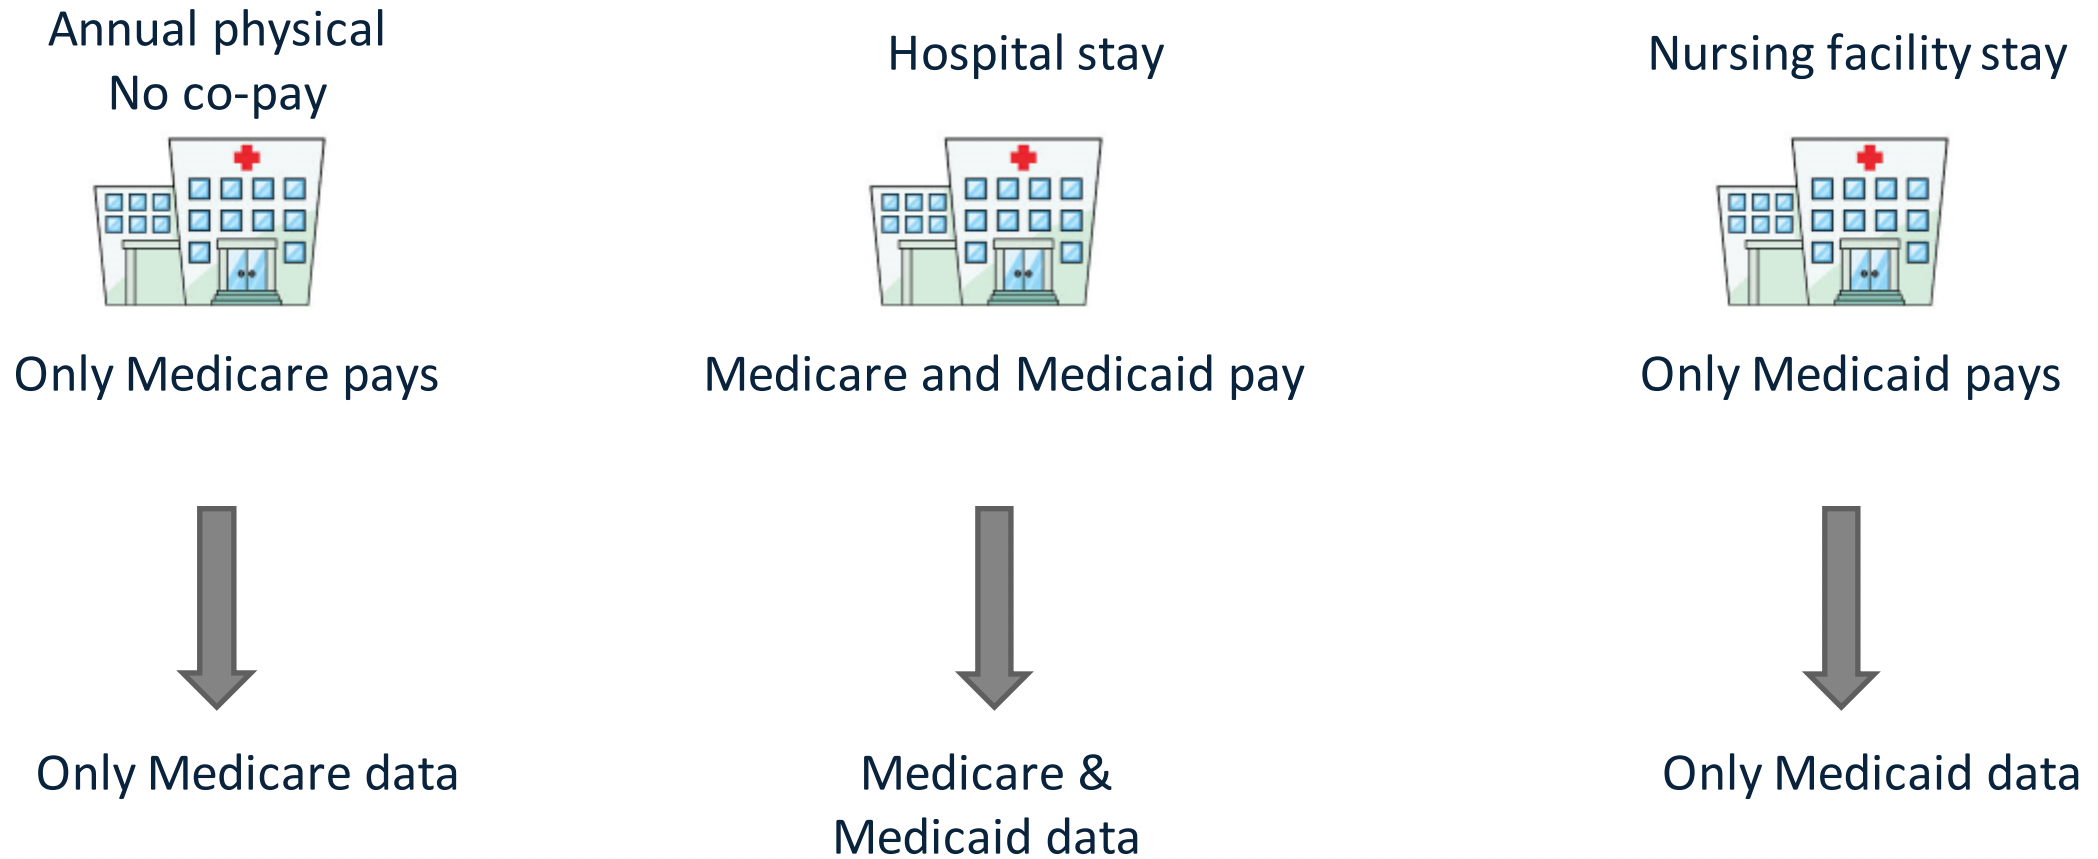 Annual physical
No co-pay
Only Medicare pays
Only Medicare data
Hospital stay
Medicare and Medicaid pay
Medicare &
Medicaid data
Nursing facility stay
Only Medicaid pays
Only Medicaid data